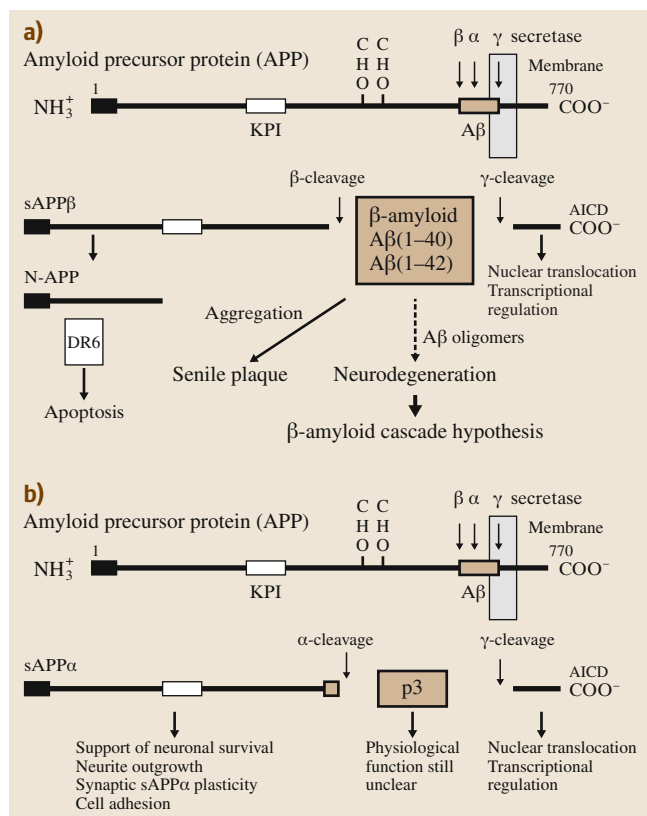 a)
Amyloid precursor protein (APP)
C C
H H
O O
β α γ secretase
Membrane
NH₃⁺
1
770
COO⁻
KPI
Aβ
β-cleavage
γ-cleavage
sAPPβ
β-amyloid
Aβ(1–40)
Aβ(1–42)
AICD
COO⁻
N-APP
Nuclear translocation
Transcriptional
regulation
DR6
Aggregation
Aβ oligomers
Apoptosis
Senile plaque
Neurodegeneration
β-amyloid cascade hypothesis
b)
Amyloid precursor protein (APP)
C C
H H
O O
β α γ secretase
Membrane
NH₃⁺
1
770
COO⁻
KPI
Aβ
α-cleavage
γ-cleavage
sAPPα
p3
AICD
COO⁻
Support of neuronal survival
Neurite outgrowth
Synaptic sAPPα plasticity
Cell adhesion
Physiological
function still
unclear
Nuclear translocation
Transcriptional
regulation